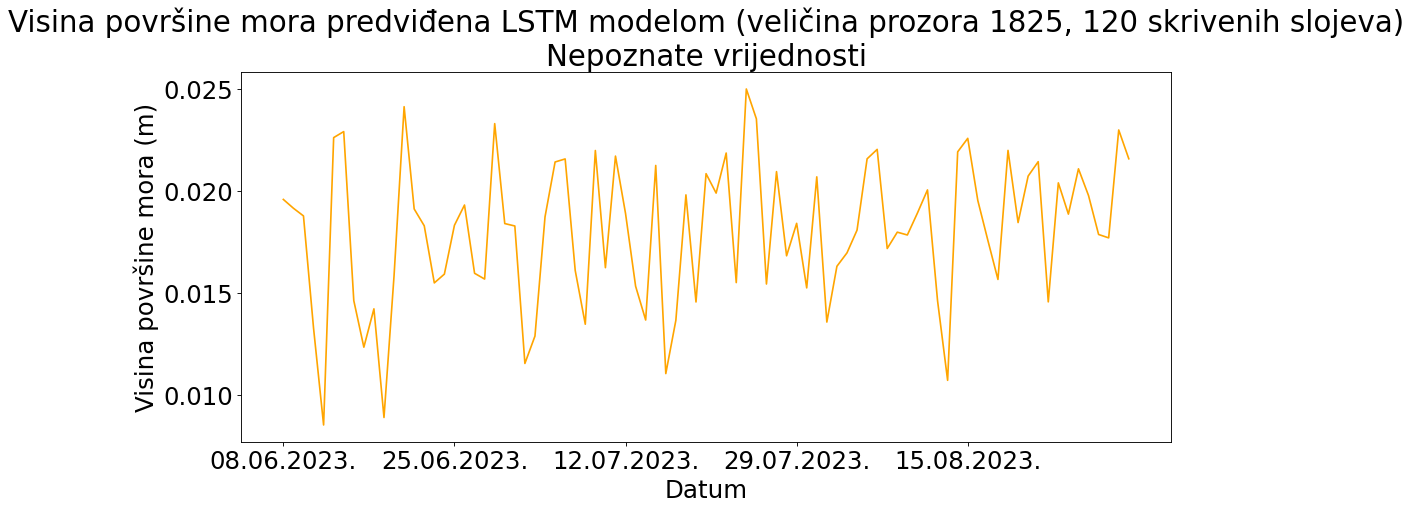 Visina površine mora predviđena LSTM modelom (veličina prozora 1825, 120 skrivenih slojeva)
Nepoznate vrijednosti
Visina površine mora (m)
0.025
0.020
0.015
0.010
08.06.2023. 25.06.2023. 12.07.2023. 29.07.2023. 15.08.2023.
Datum